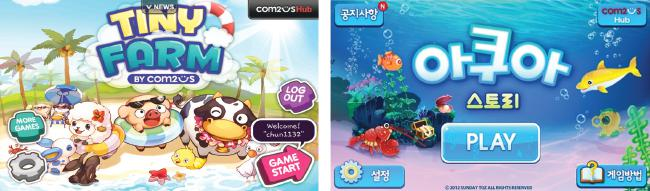 NEWS
com2us Hub
TINY
FARM
BY COM2US
LOG
OUT
MORE
GAMES
Welcome!
"chun1132"
GAME
START
공지사항 N
com2us
Hub
아쿠아
스토리
PLAY
설정
게임방법
© 2012 SUNDAY TOZ ALL RIGHTS RESERVED